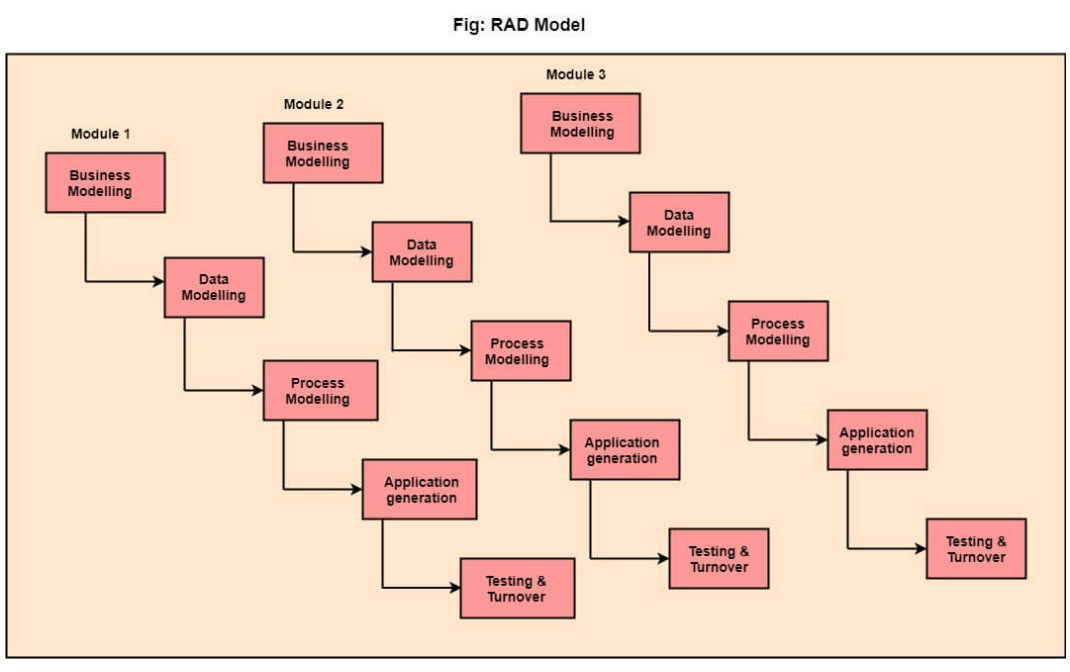 Fig: RAD Model
Module 1
Business
Modelling
Data
Modelling
Process
Modelling
Application
generation
Testing &
Turnover
Module 2
Business
Modelling
Data
Modelling
Process
Modelling
Application
generation
Testing &
Turnover
Module 3
Business
Modelling
Data
Modelling
Process
Modelling
Application
generation
Testing &
Turnover